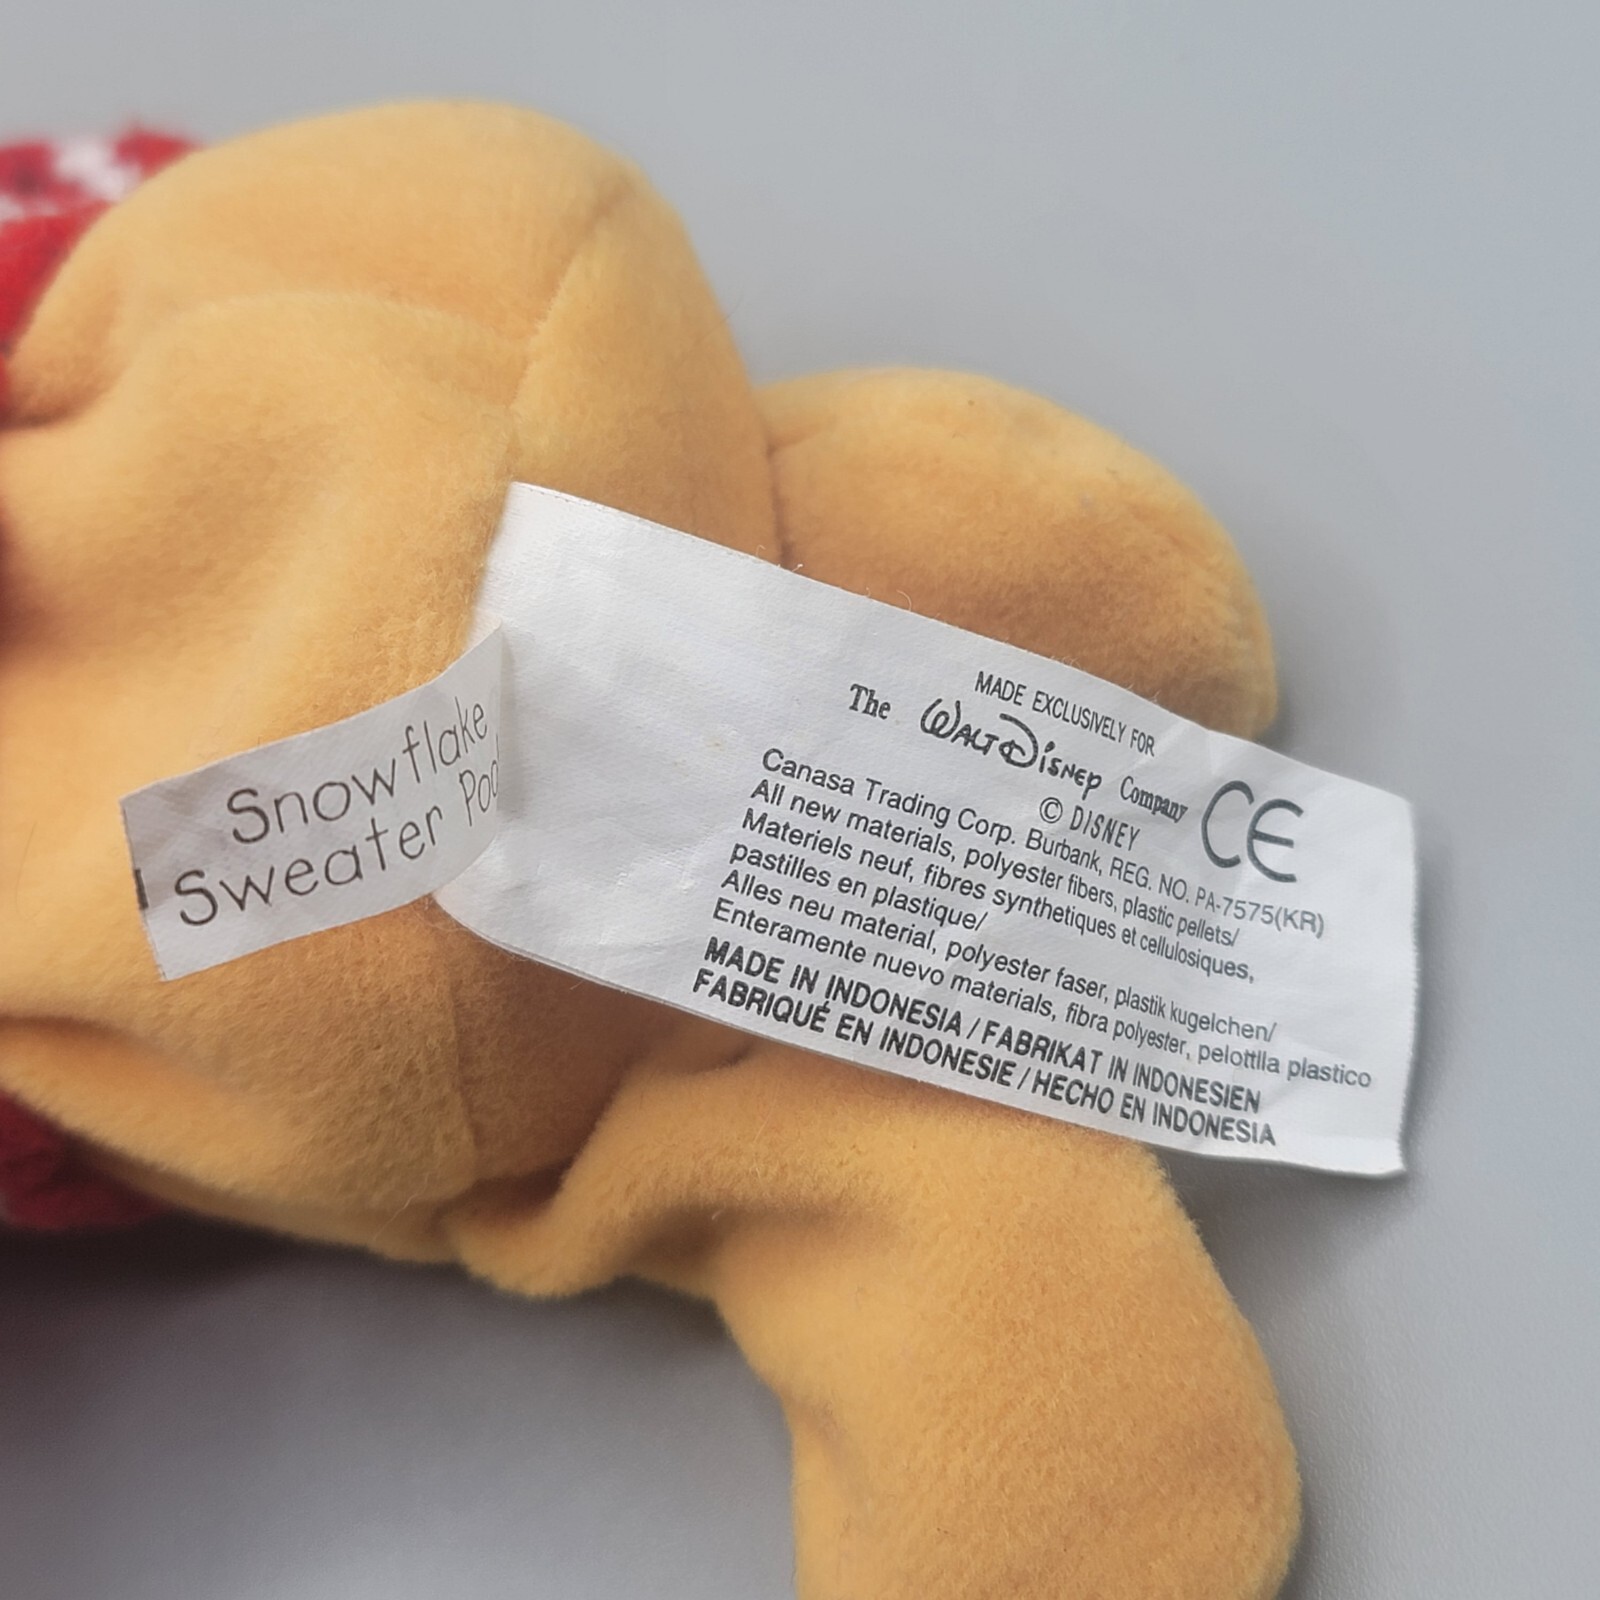 Snowflake
Sweater Poo
MADE EXCLUSIVELY FOR
The Walt Disney Company
© DISNEY
CE
Canasa Trading Corp. Burbank, REG. NO. PA-7575(KR)
All new materials, polyester fibers, plastic pellets/
Materiels neuf, fibres synthetiques et cellulosiques,
pastilles en plastique/
Alles neu material, polyester faser, plastik kugelchen/
Enteramente nuevo materials, fibra polyester, pelottlla plastico
MADE IN INDONESIA / FABRIKAT IN INDONESIEN
FABRIQUÉ EN INDONESIE / HECHO EN INDONESIA